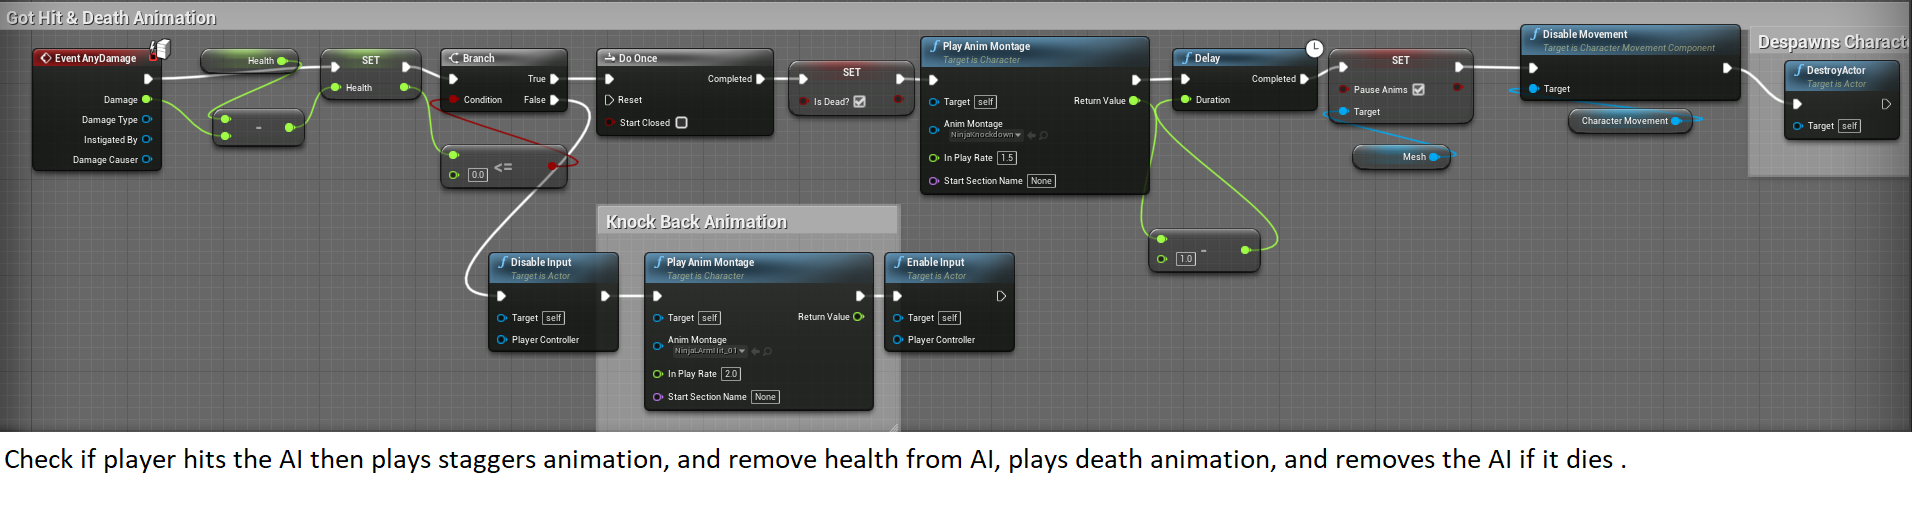 Got Hit & Death Animation
Event AnyDamage
Damage
Damage Type
Instigated By
Damage Causer
Health
-
SET
Health
Branch
True
Condition
False
0.0
<=
Do Once
Completed
Reset
Start Closed
SET
Is Dead?
Play Anim Montage
Target is Character
Target self
Return Value
Anim Montage
NinjaKnockdown
In Play Rate 1.5
Start Section Name None
Delay
Completed
Duration
1.0
-
SET
Pause Anims
Target
Mesh
Disable Movement
Target is Character Movement Component
Target
Character Movement
Despawns Charact
DestroyActor
Target is Actor
Target self
Knock Back Animation
Disable Input
Target is Actor
Target self
Player Controller
Play Anim Montage
Target is Character
Target self
Return Value
Anim Montage
NinjaLArmHit_01
In Play Rate 2.0
Start Section Name None
Enable Input
Target is Actor
Target self
Player Controller
Check if player hits the AI then plays staggers animation, and remove health from AI, plays death animation, and removes the AI if it dies .